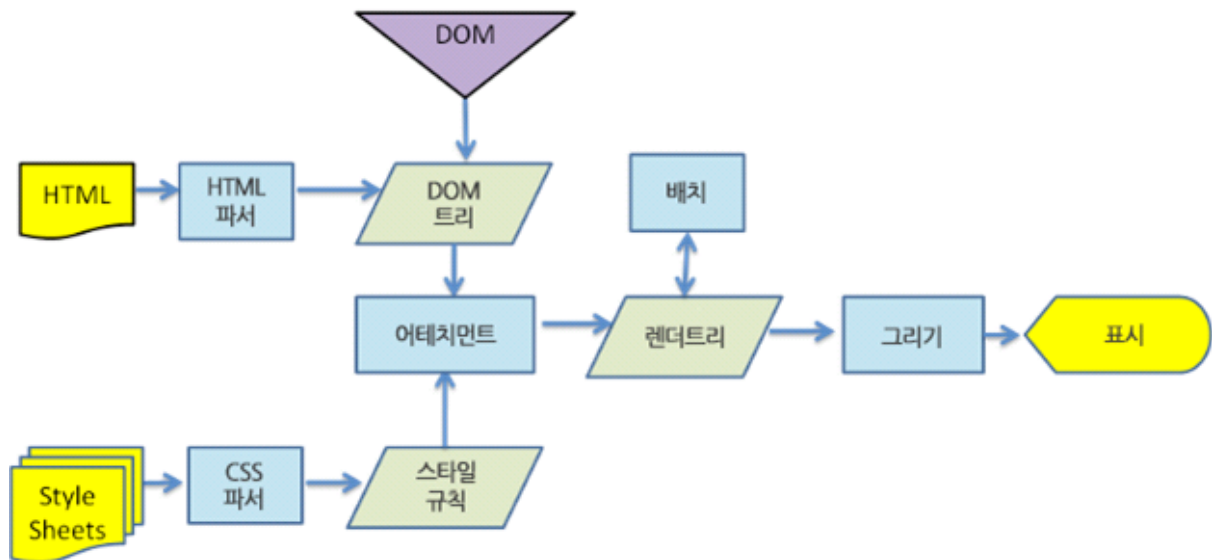 DOM
HTML
HTML
파서
DOM
트리
배치
어테치먼트
렌더트리
그리기
표시
Style
Sheets
CSS
파서
스타일
규칙